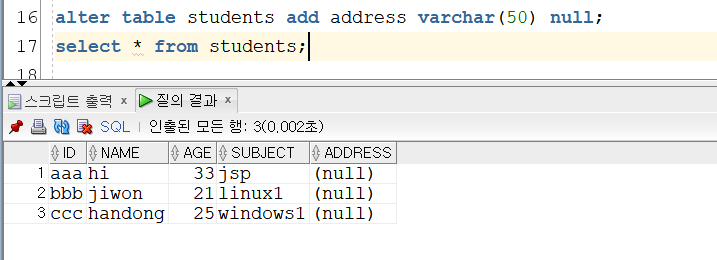 16 alter table students add address varchar(50) null;
17 select * from students;
18
스크립트 출력 x 질의 결과 x
SQL | 인출된 모든 행: 3(0,002초)
ID NAME AGE SUBJECT ADDRESS
1 aaa hi 33 jsp (null)
2 bbb jiwon 21 linux1 (null)
3 ccc handong 25 windows1 (null)